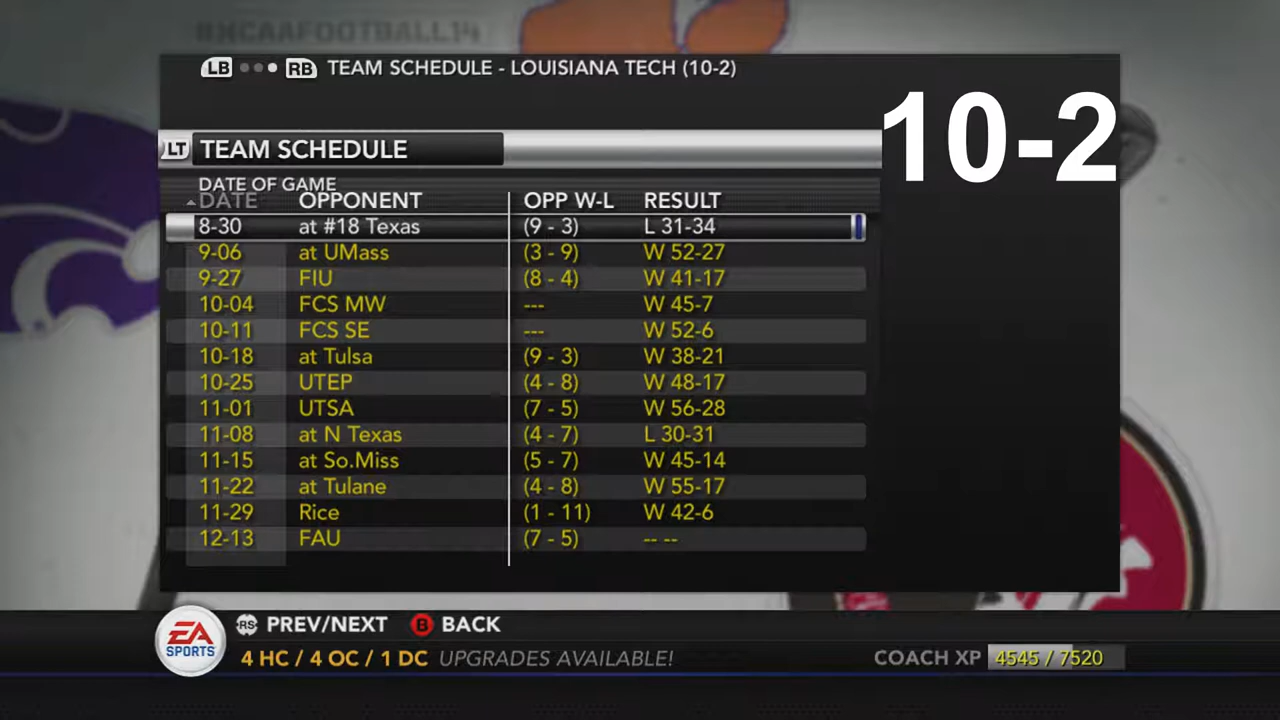 #NCAAFOOTBALL14
LB RB TEAM SCHEDULE - LOUISIANA TECH (10-2)
10-2
LT TEAM SCHEDULE
DATE OF GAME
DATE OPPONENT OPP W-L RESULT
8-30 at #18 Texas (9 - 3) L 31-34
9-06 at UMass (3 - 9) W 52-27
9-27 FIU (8 - 4) W 41-17
10-04 FCS MW --- W 45-7
10-11 FCS SE --- W 52-6
10-18 at Tulsa (9 - 3) W 38-21
10-25 UTEP (4 - 8) W 48-17
11-01 UTSA (7 - 5) W 56-28
11-08 at N Texas (4 - 7) L 30-31
11-15 at So.Miss (5 - 7) W 45-14
11-22 at Tulane (4 - 8) W 55-17
11-29 Rice (1 - 11) W 42-6
12-13 FAU (7 - 5) -- --
RS PREV/NEXT B BACK
EA SPORTS
4 HC / 4 OC / 1 DC UPGRADES AVAILABLE!
COACH XP 4545 / 7520